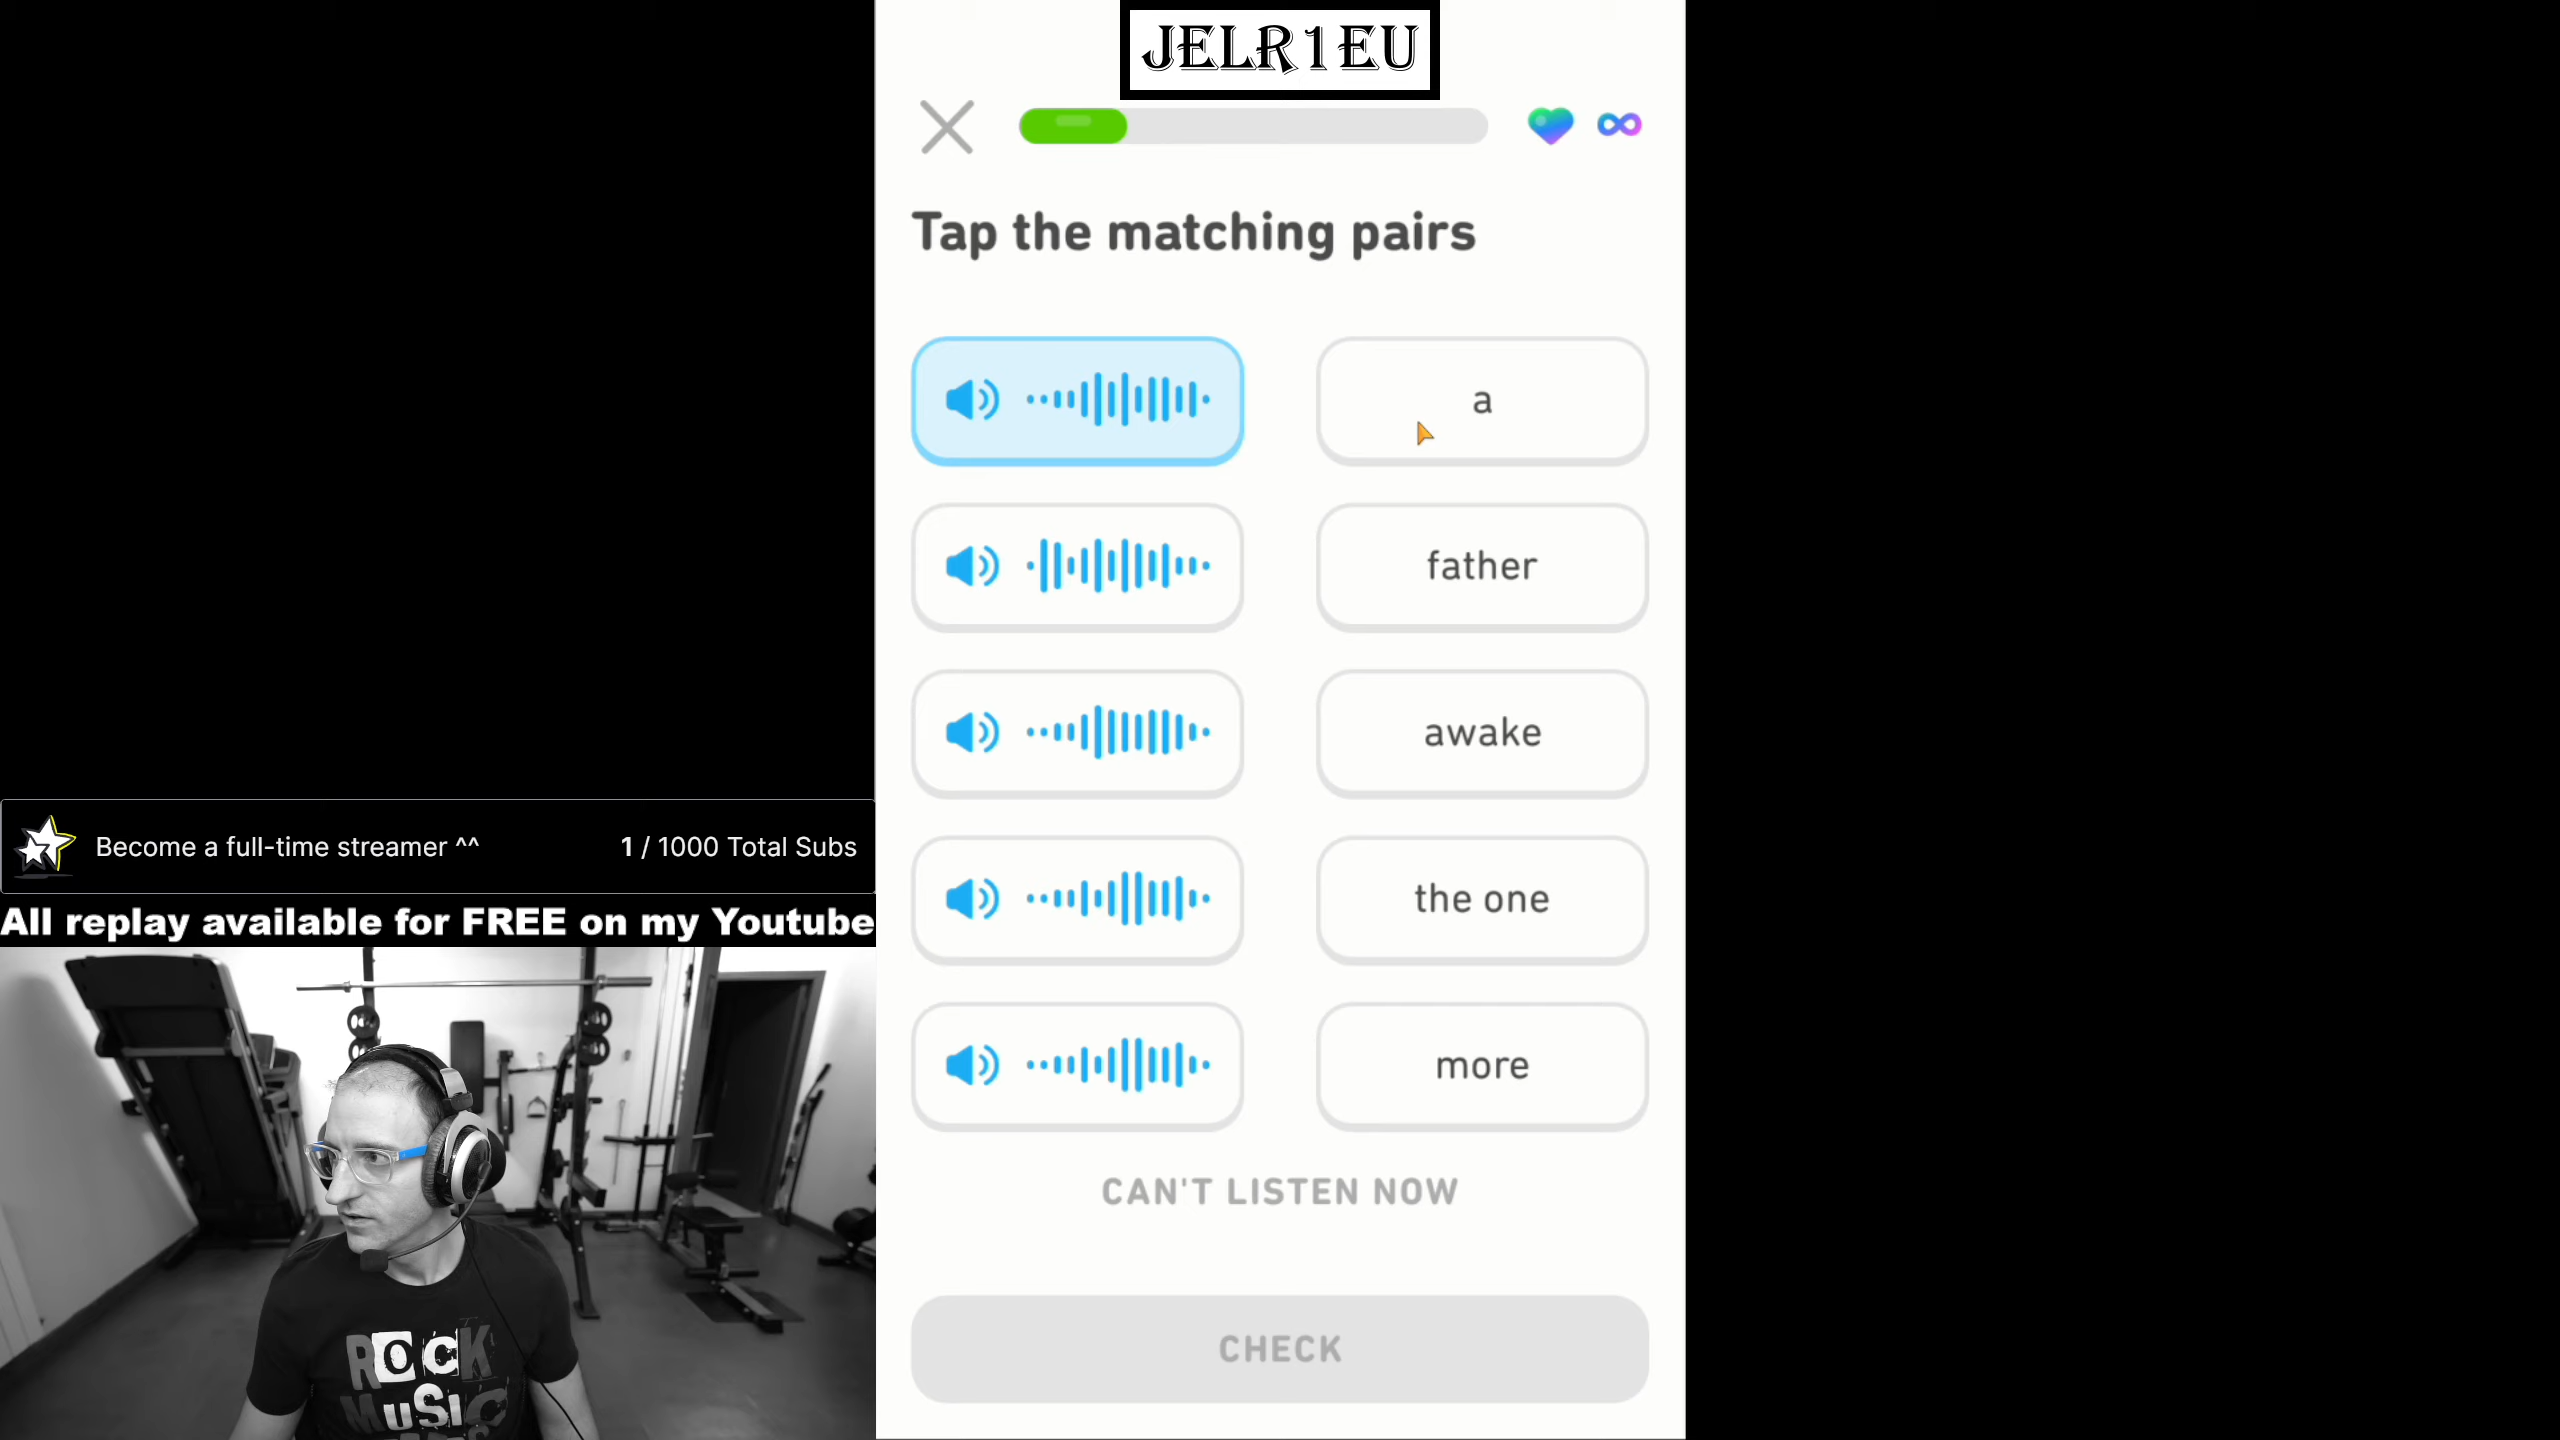 JELR1EU
Tap the matching pairs
a
father
awake
the one
more
CAN'T LISTEN NOW
CHECK
Become a full-time streamer ^^ 1 / 1000 Total Subs
All replay available for FREE on my Youtube
ROCK
MuSiC